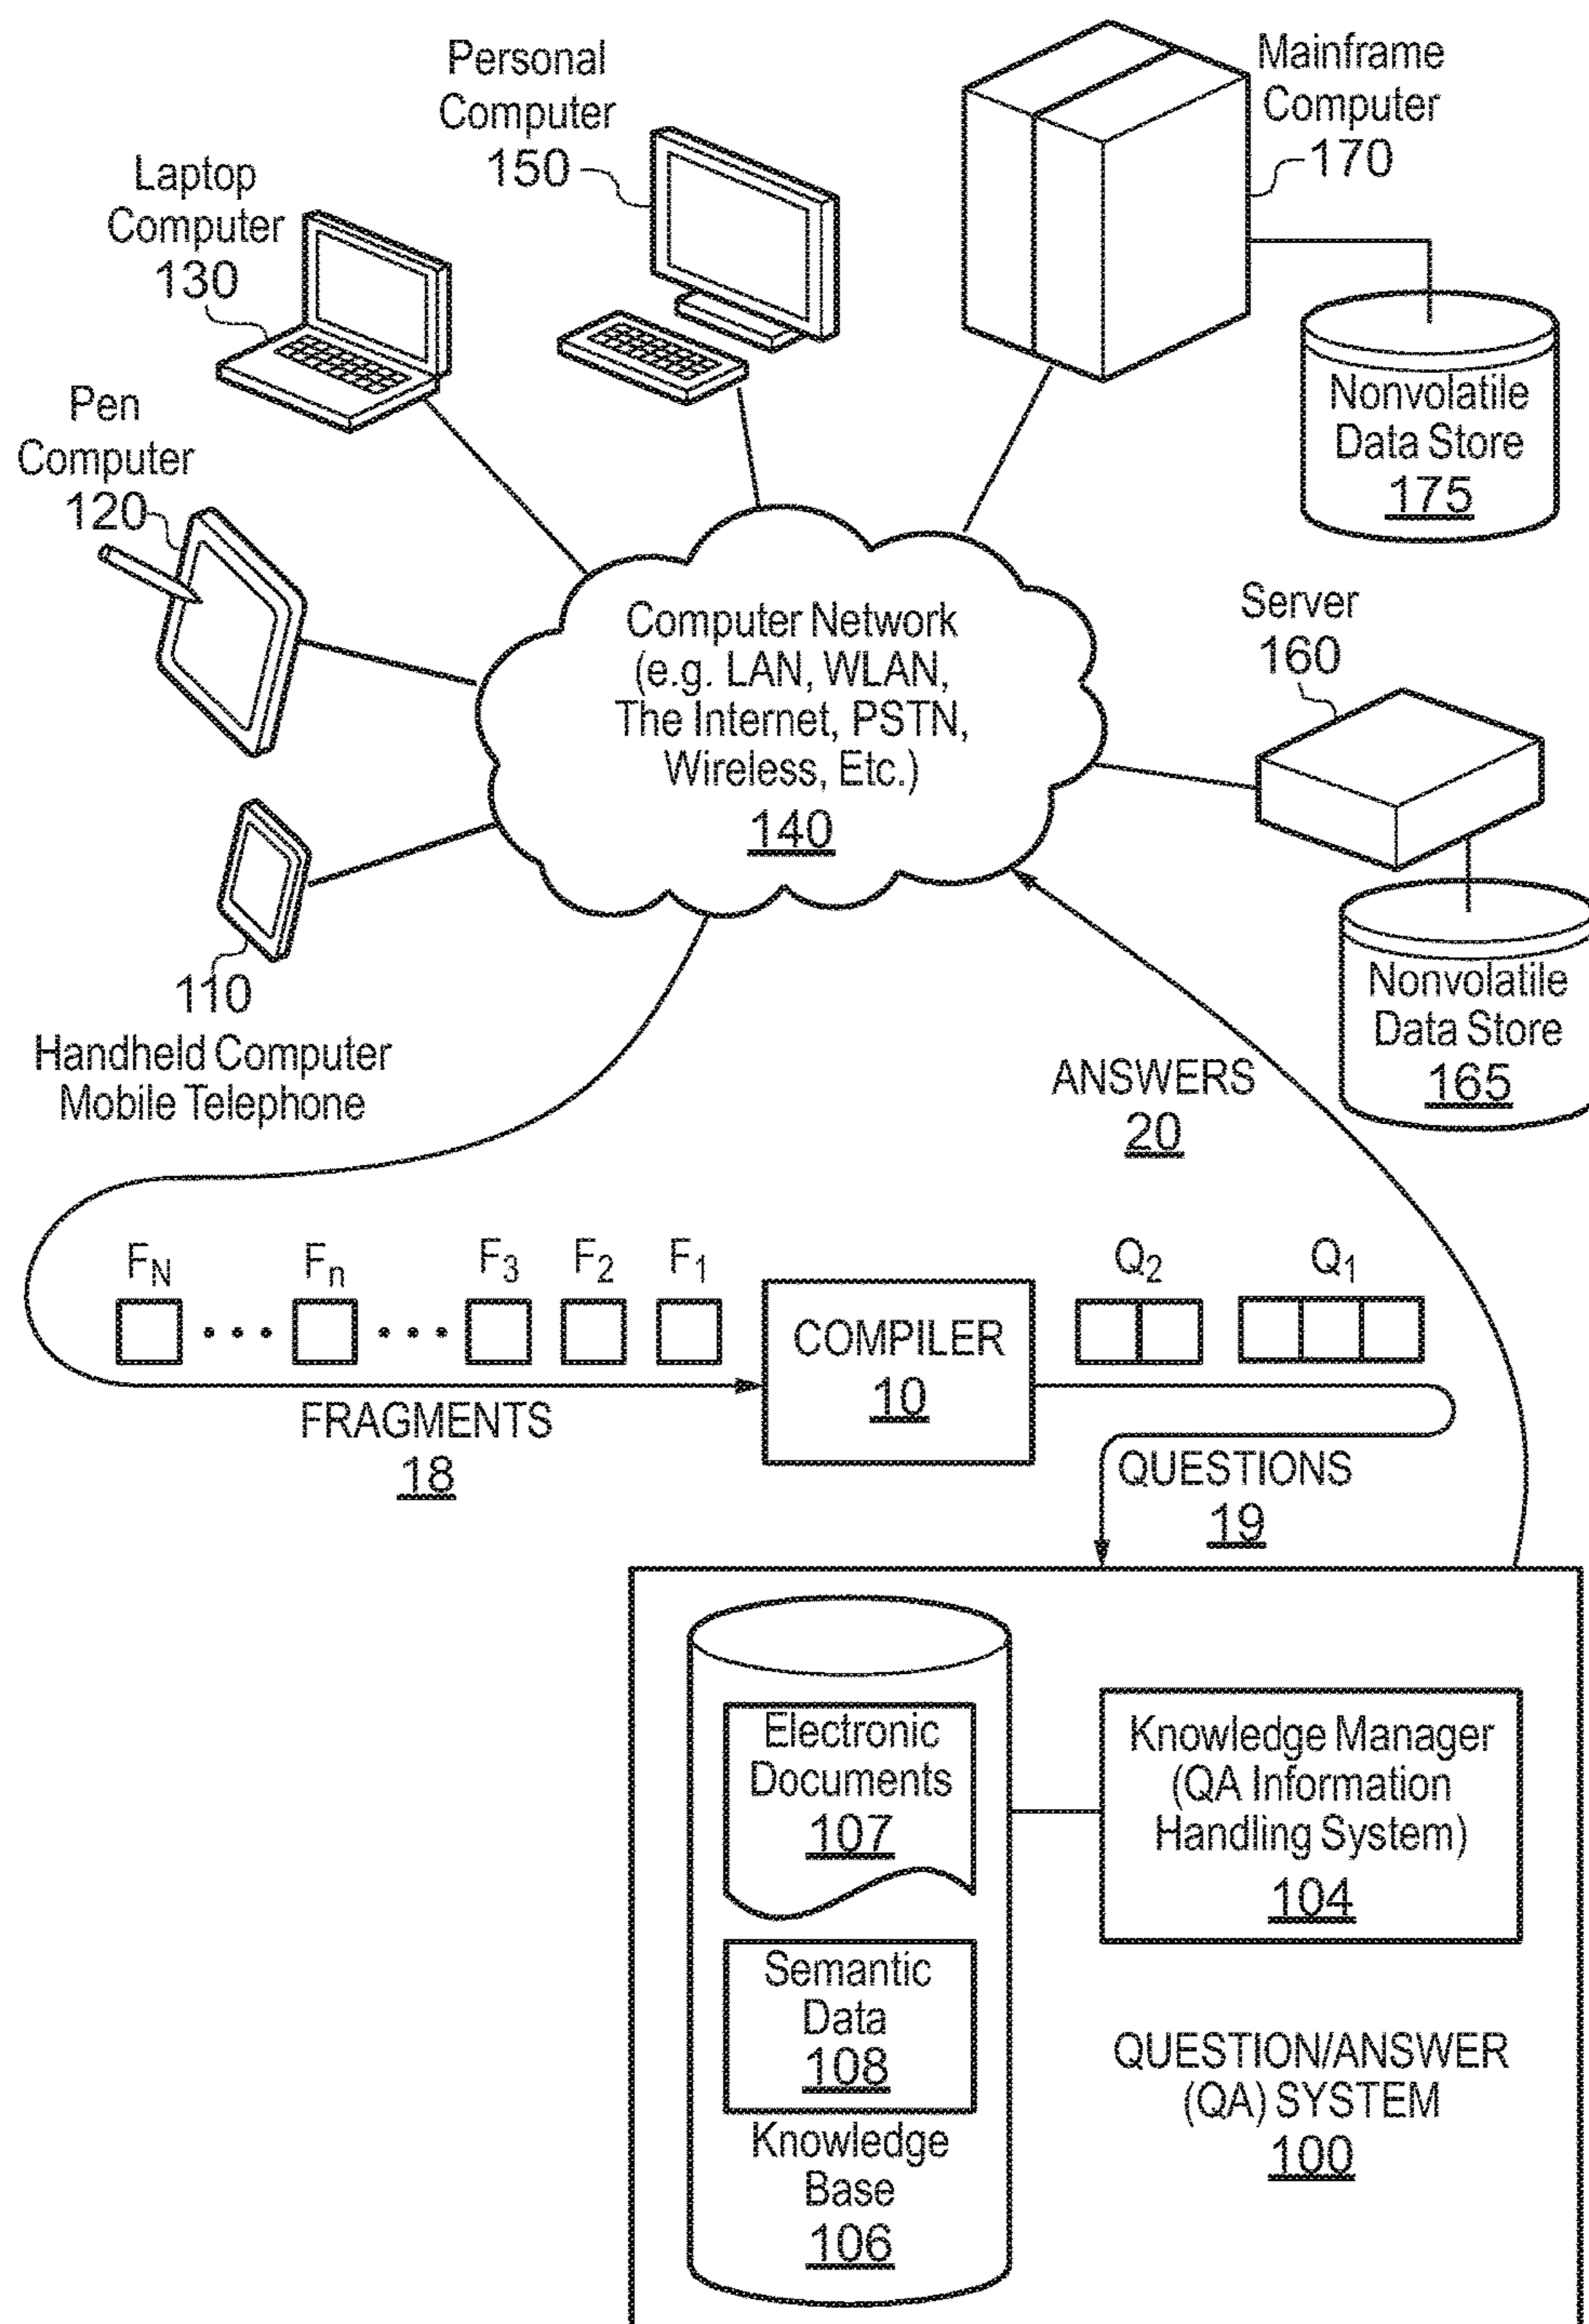 Personal
Computer
150
Mainframe
Computer
170
Laptop
Computer
130
Nonvolatile
Data Store
175
Pen
Computer
120
Computer Network
(e.g. LAN, WLAN,
The Internet, PSTN,
Wireless, Etc.)
140
Server
160
110
Handheld Computer
Mobile Telephone
Nonvolatile
Data Store
165
ANSWERS
20
FN ... Fn ... F3 F2 F1
COMPILER
10
Q2 Q1
FRAGMENTS
18
QUESTIONS
19
Electronic
Documents
107
Knowledge Manager
(QA Information
Handling System)
104
Semantic
Data
108
Knowledge
Base
106
QUESTION/ANSWER
(QA) SYSTEM
100